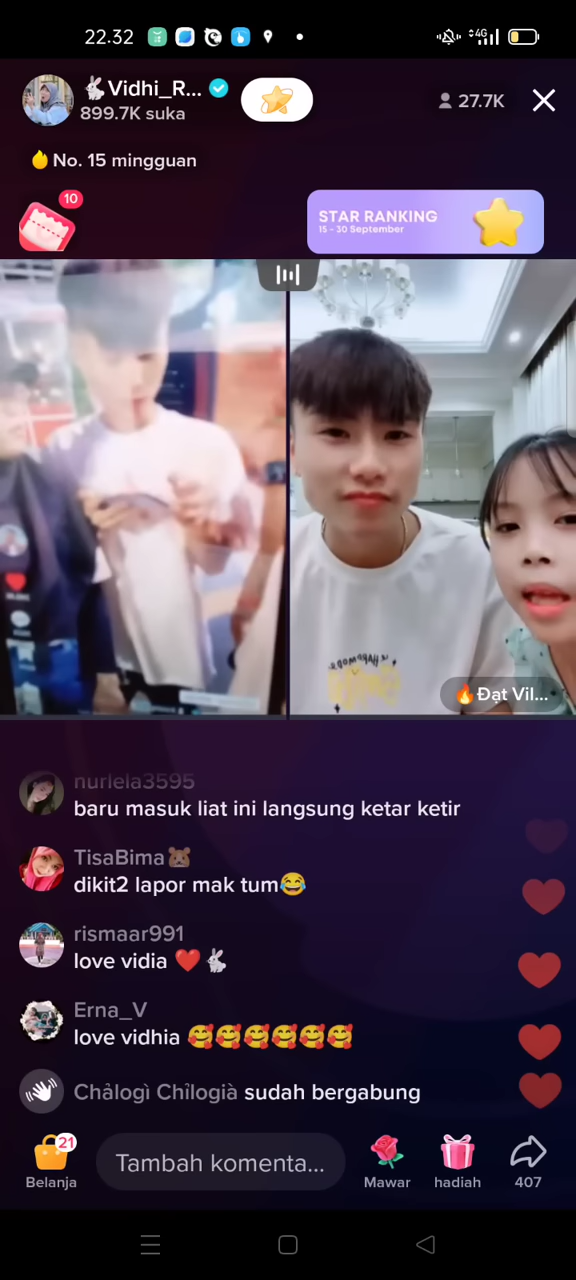 22.32
4G
Vidhi_R...
899.7K suka
27.7K
No. 15 mingguan
10
STAR RANKING
15 - 30 September
Đạt Vil...
nurlela3595
baru masuk liat ini langsung ketar ketir
TisaBima
dikit2 lapor mak tum😂
rismaar991
love vidia ❤️🐇
Erna_V
love vidhia 🥰🥰🥰🥰🥰🥰
Chảlogì Chỉlogià sudah bergabung
21
Tambah komenta...
Belanja
Mawar
hadiah
407